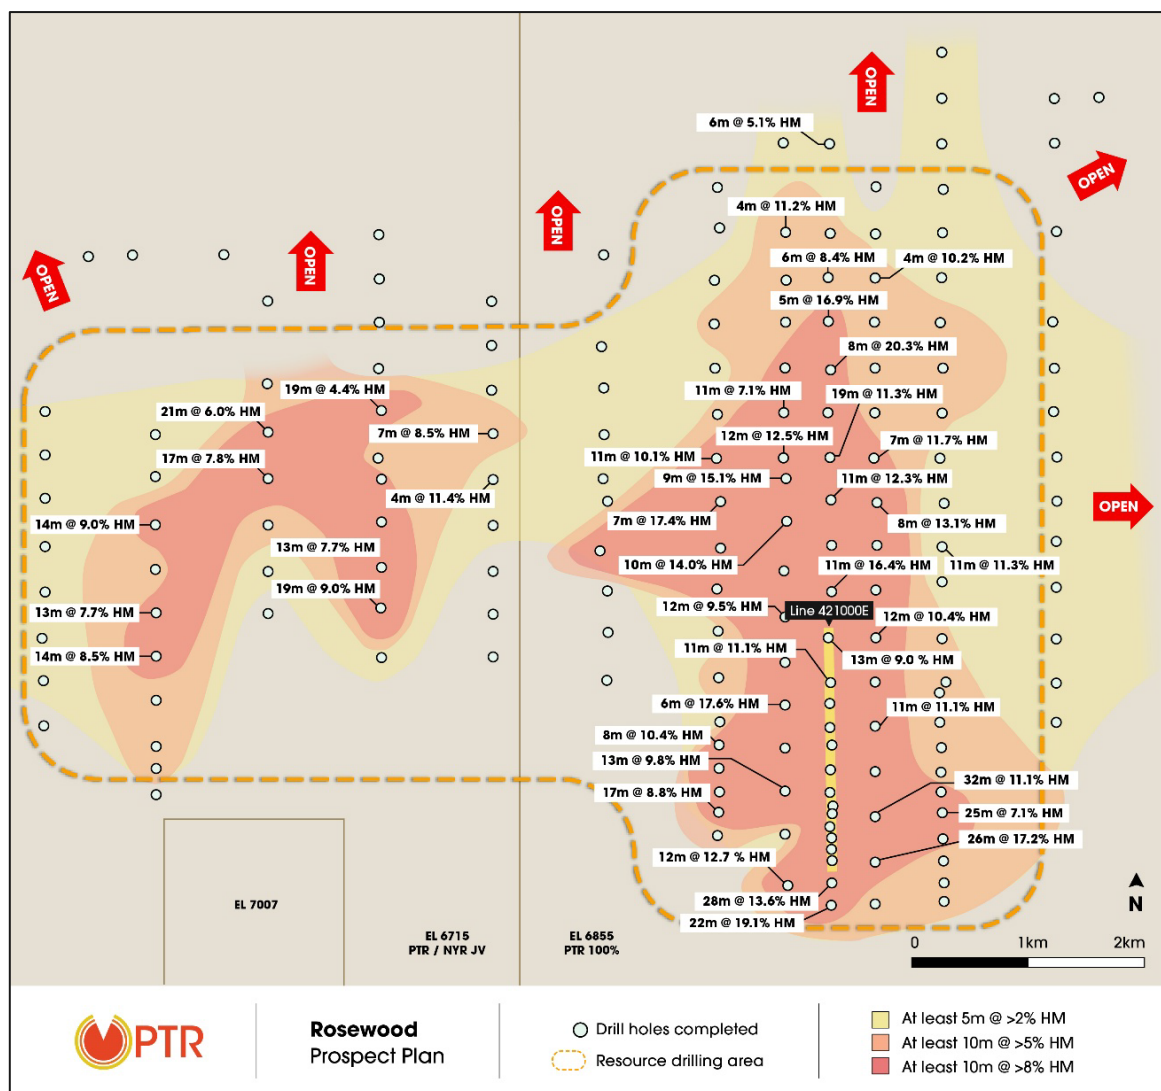 OPEN
6m @ 5.1% HM
OPEN
OPEN
4m @ 11.2% HM
OPEN
OPEN
6m @ 8.4% HM
4m @ 10.2% HM
5m @ 16.9% HM
8m @ 20.3% HM
19m @ 4.4% HM
11m @ 7.1% HM
19m @ 11.3% HM
21m @ 6.0% HM
7m @ 8.5% HM
12m @ 12.5% HM
7m @ 11.7% HM
17m @ 7.8% HM
11m @ 10.1% HM
9m @ 15.1% HM
11m @ 12.3% HM
4m @ 11.4% HM
OPEN
14m @ 9.0% HM
7m @ 17.4% HM
8m @ 13.1% HM
13m @ 7.7% HM
10m @ 14.0% HM
11m @ 16.4% HM
11m @ 11.3% HM
19m @ 9.0% HM
12m @ 9.5% HM
Line 421000E
13m @ 7.7% HM
12m @ 10.4% HM
11m @ 11.1% HM
14m @ 8.5% HM
13m @ 9.0 % HM
6m @ 17.6% HM
11m @ 11.1% HM
8m @ 10.4% HM
13m @ 9.8% HM
32m @ 11.1% HM
17m @ 8.8% HM
25m @ 7.1% HM
26m @ 17.2% HM
12m @ 12.7 % HM
28m @ 13.6% HM
22m @ 19.1% HM
N
EL 7007
EL 6715
PTR / NYR JV
EL 6855
PTR 100%
0 1km 2km
PTR
Rosewood
Prospect Plan
Drill holes completed
Resource drilling area
At least 5m @ >2% HM
At least 10m @ >5% HM
At least 10m @ >8% HM